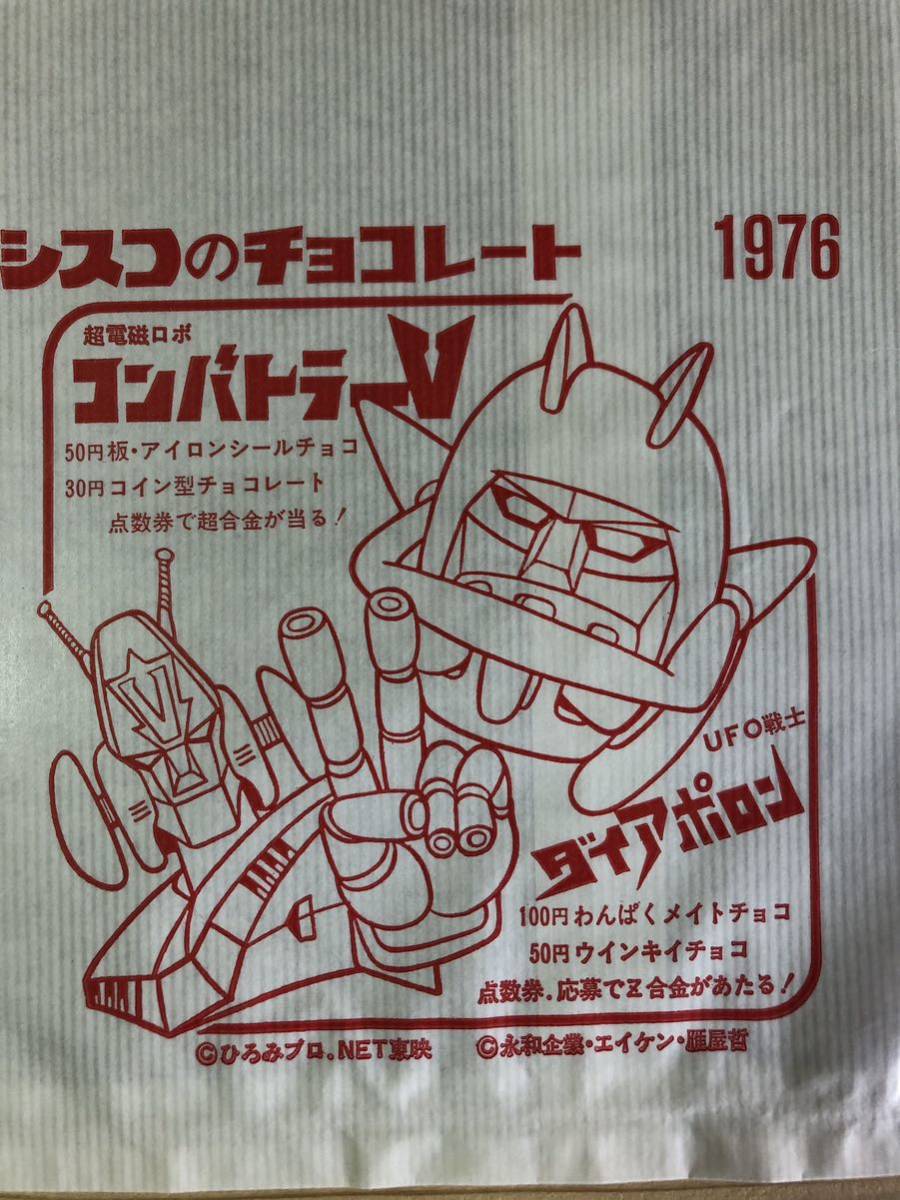 シスコのチョコレート
1976
超電磁ロボ
コンバトラーV
50円板・アイロンシールチョコ
30円コイン型チョコレート
点数券で超合金が当る!
V
UFO戦士
ダイアポロン
100円わんぱくメイトチョコ
50円ウインキイチョコ
点数券.応募でZ合金があたる!
©ひろみプロ.NET東映
©永和企業・エイケン・雁屋哲